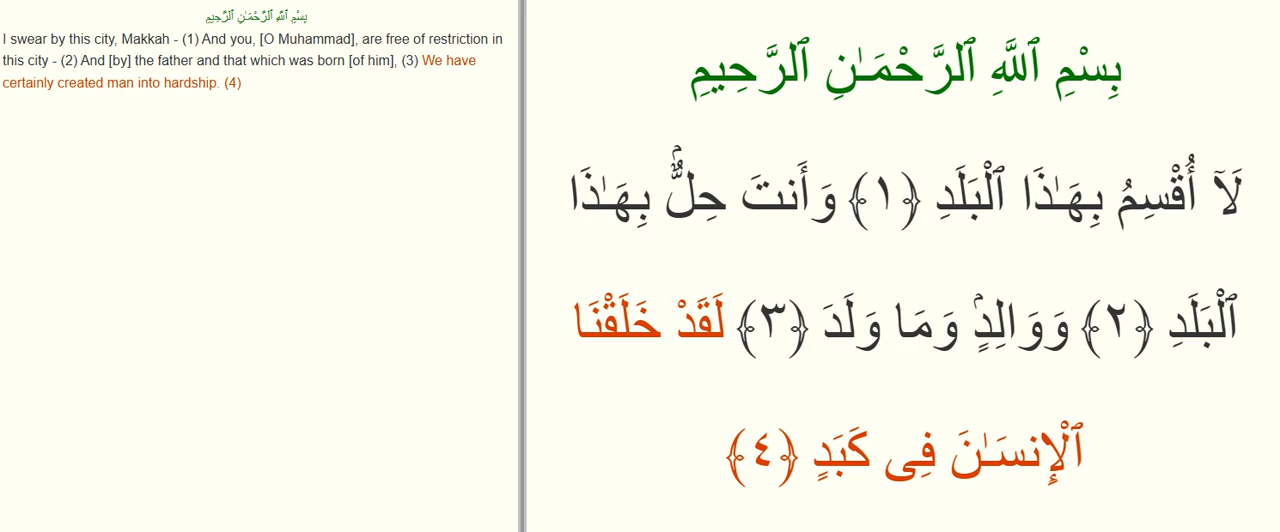 بِسْمِ ٱللَّهِ ٱلرَّحْمَـٰنِ ٱلرَّحِيمِ
I swear by this city, Makkah - (1) And you, [O Muhammad], are free of restriction in
this city - (2) And [by] the father and that which was born [of him], (3) We have
certainly created man into hardship. (4)
بِسْمِ ٱللَّهِ ٱلرَّحْمَـٰنِ ٱلرَّحِيمِ
لَآ أُقْسِمُ بِهَـٰذَا ٱلْبَلَدِ ﴿١﴾ وَأَنتَ حِلٌّۢ بِهَـٰذَا
ٱلْبَلَدِ ﴿٢﴾ وَوَالِدٍۢ وَمَا وَلَدَ ﴿٣﴾ لَقَدْ خَلَقْنَا
ٱلْإِنسَـٰنَ فِى كَبَدٍ ﴿٤﴾